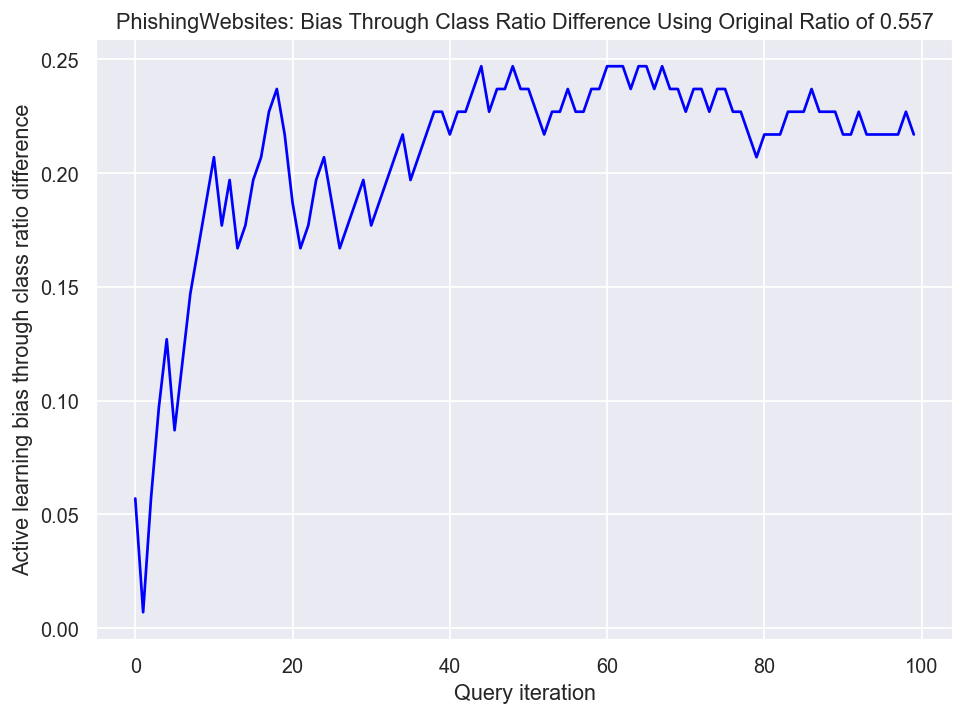 PhishingWebsites: Bias Through Class Ratio Difference Using Original Ratio of 0.557
Active learning bias through class ratio difference
0.25
0.20
0.15
0.10
0.05
0.00
0 20 40 60 80 100
Query iteration